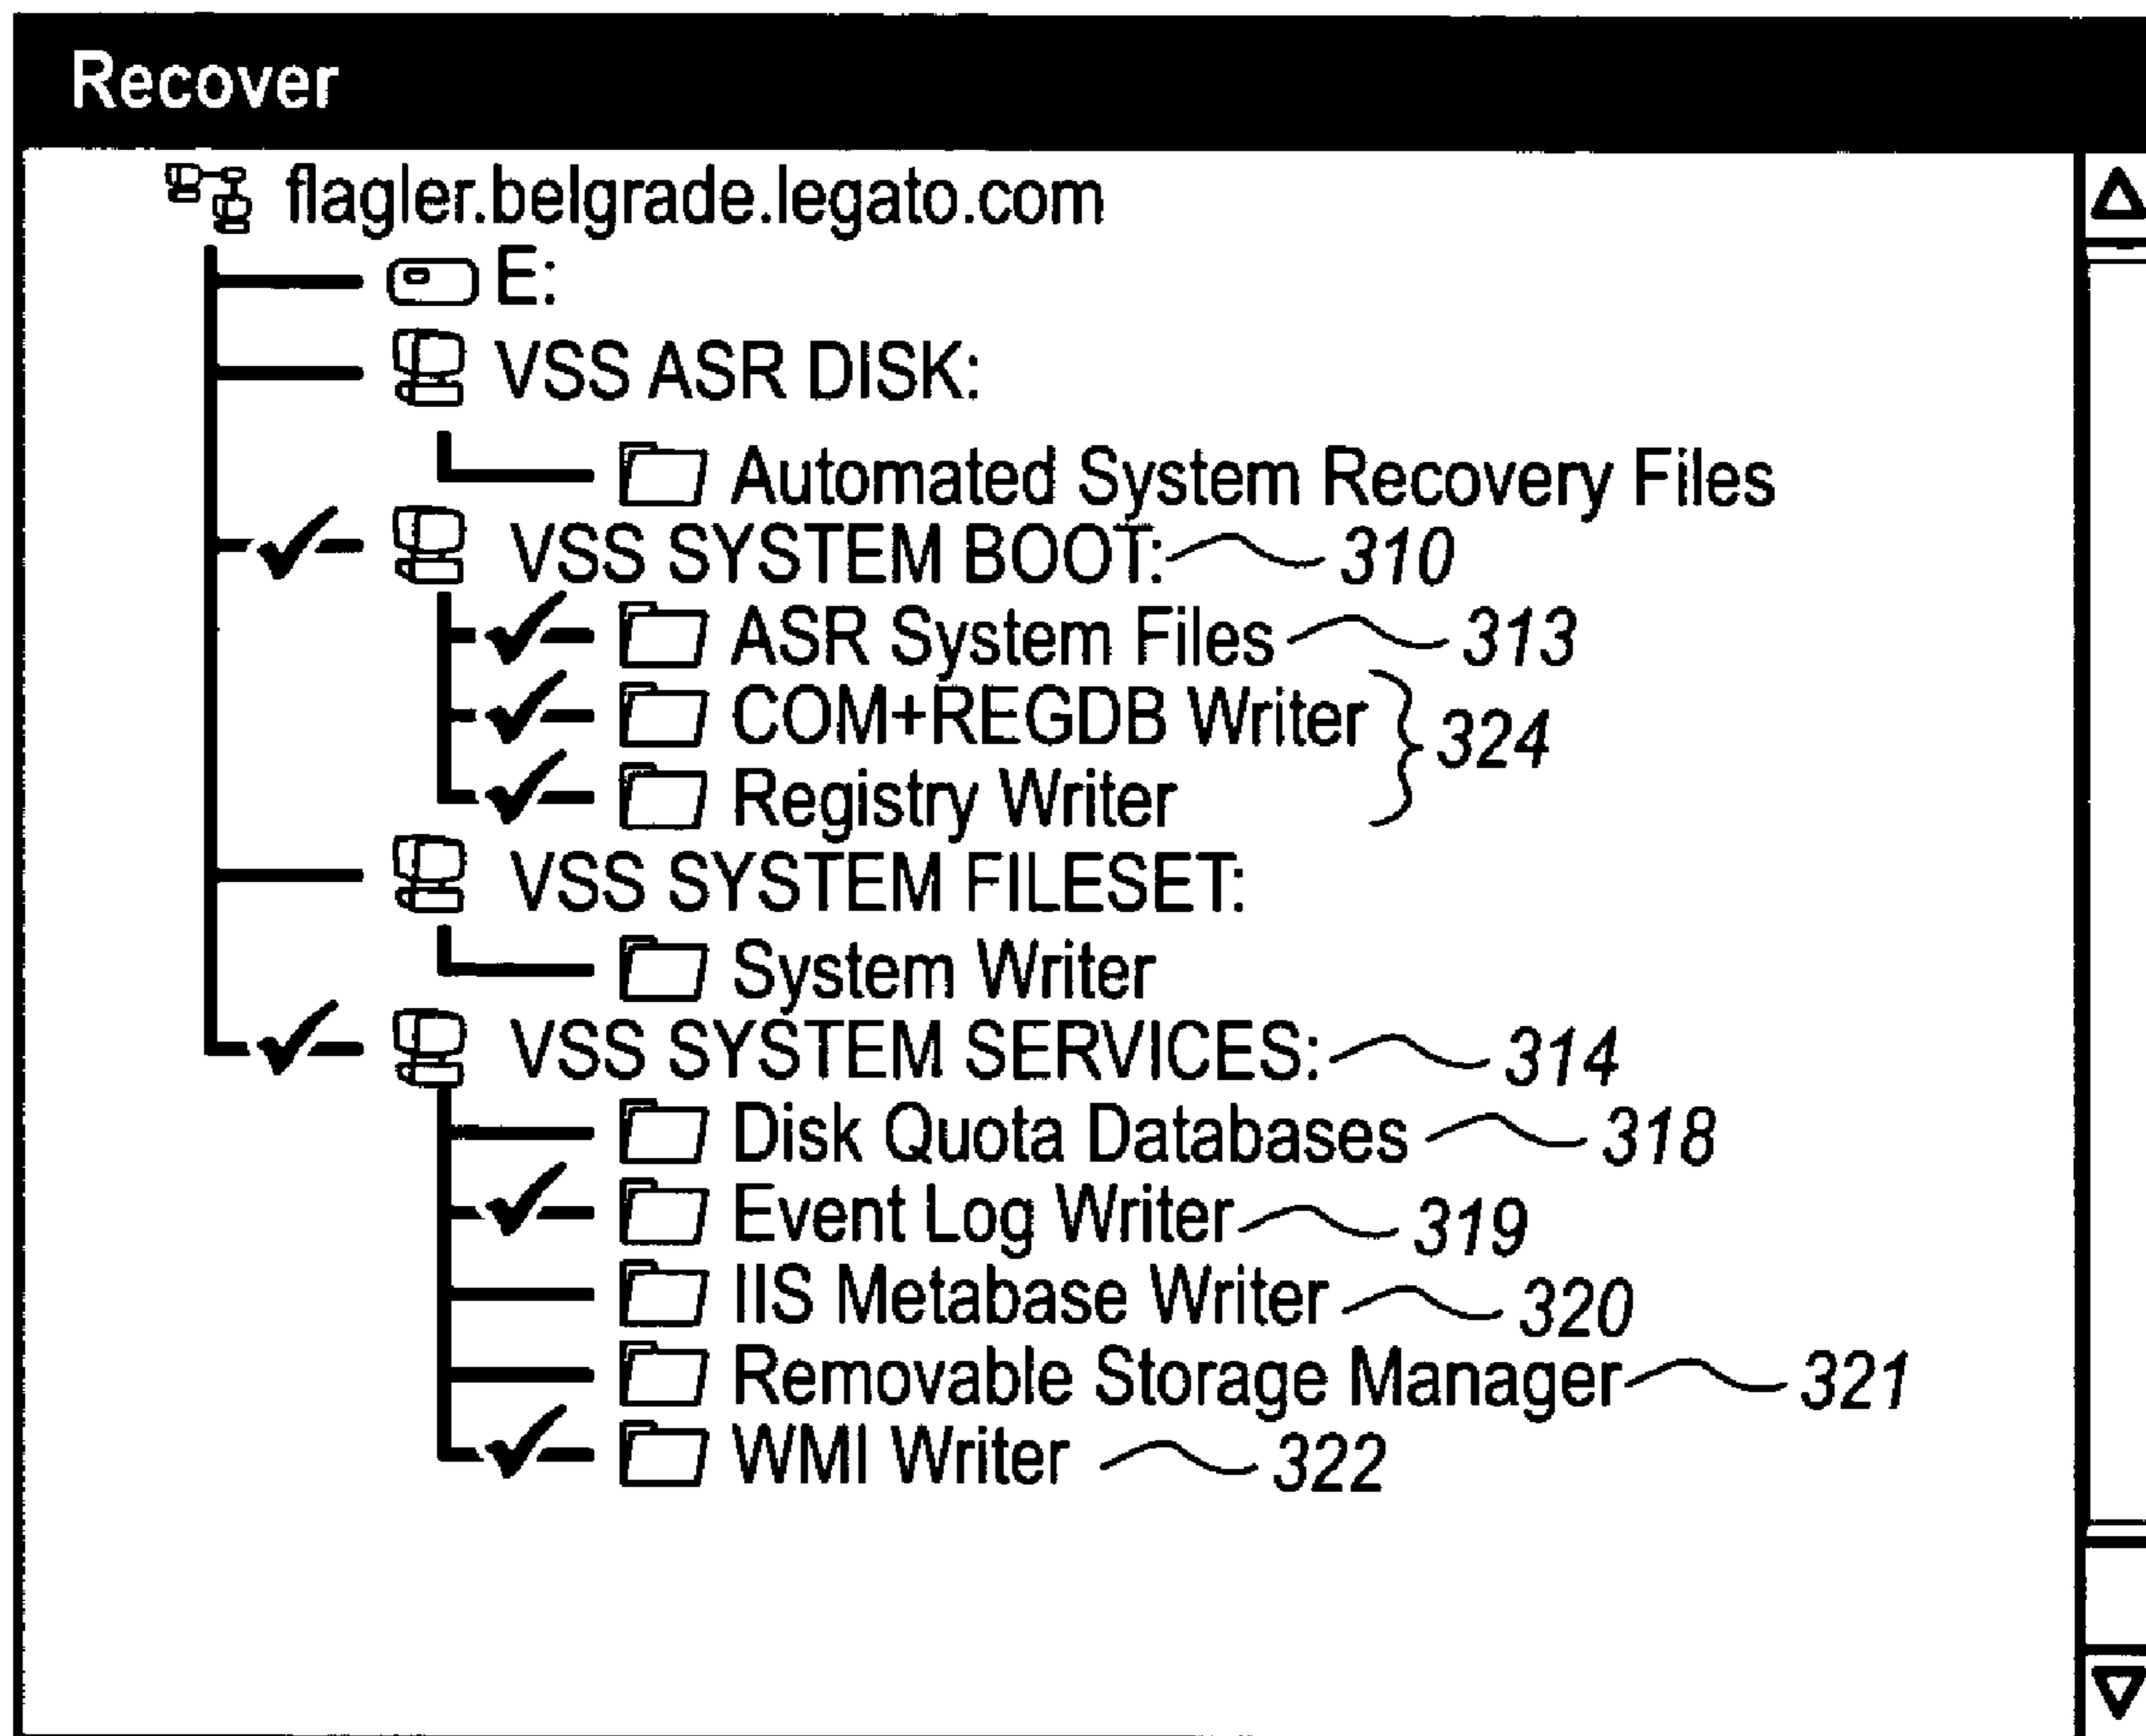 Recover
flagler.belgrade.legato.com
E:
VSS ASR DISK:
Automated System Recovery Files
VSS SYSTEM BOOT: 310
ASR System Files 313
COM+REGDB Writer
324
Registry Writer
VSS SYSTEM FILESET:
System Writer
VSS SYSTEM SERVICES: 314
Disk Quota Databases 318
Event Log Writer 319
IIS Metabase Writer 320
Removable Storage Manager 321
WMI Writer 322